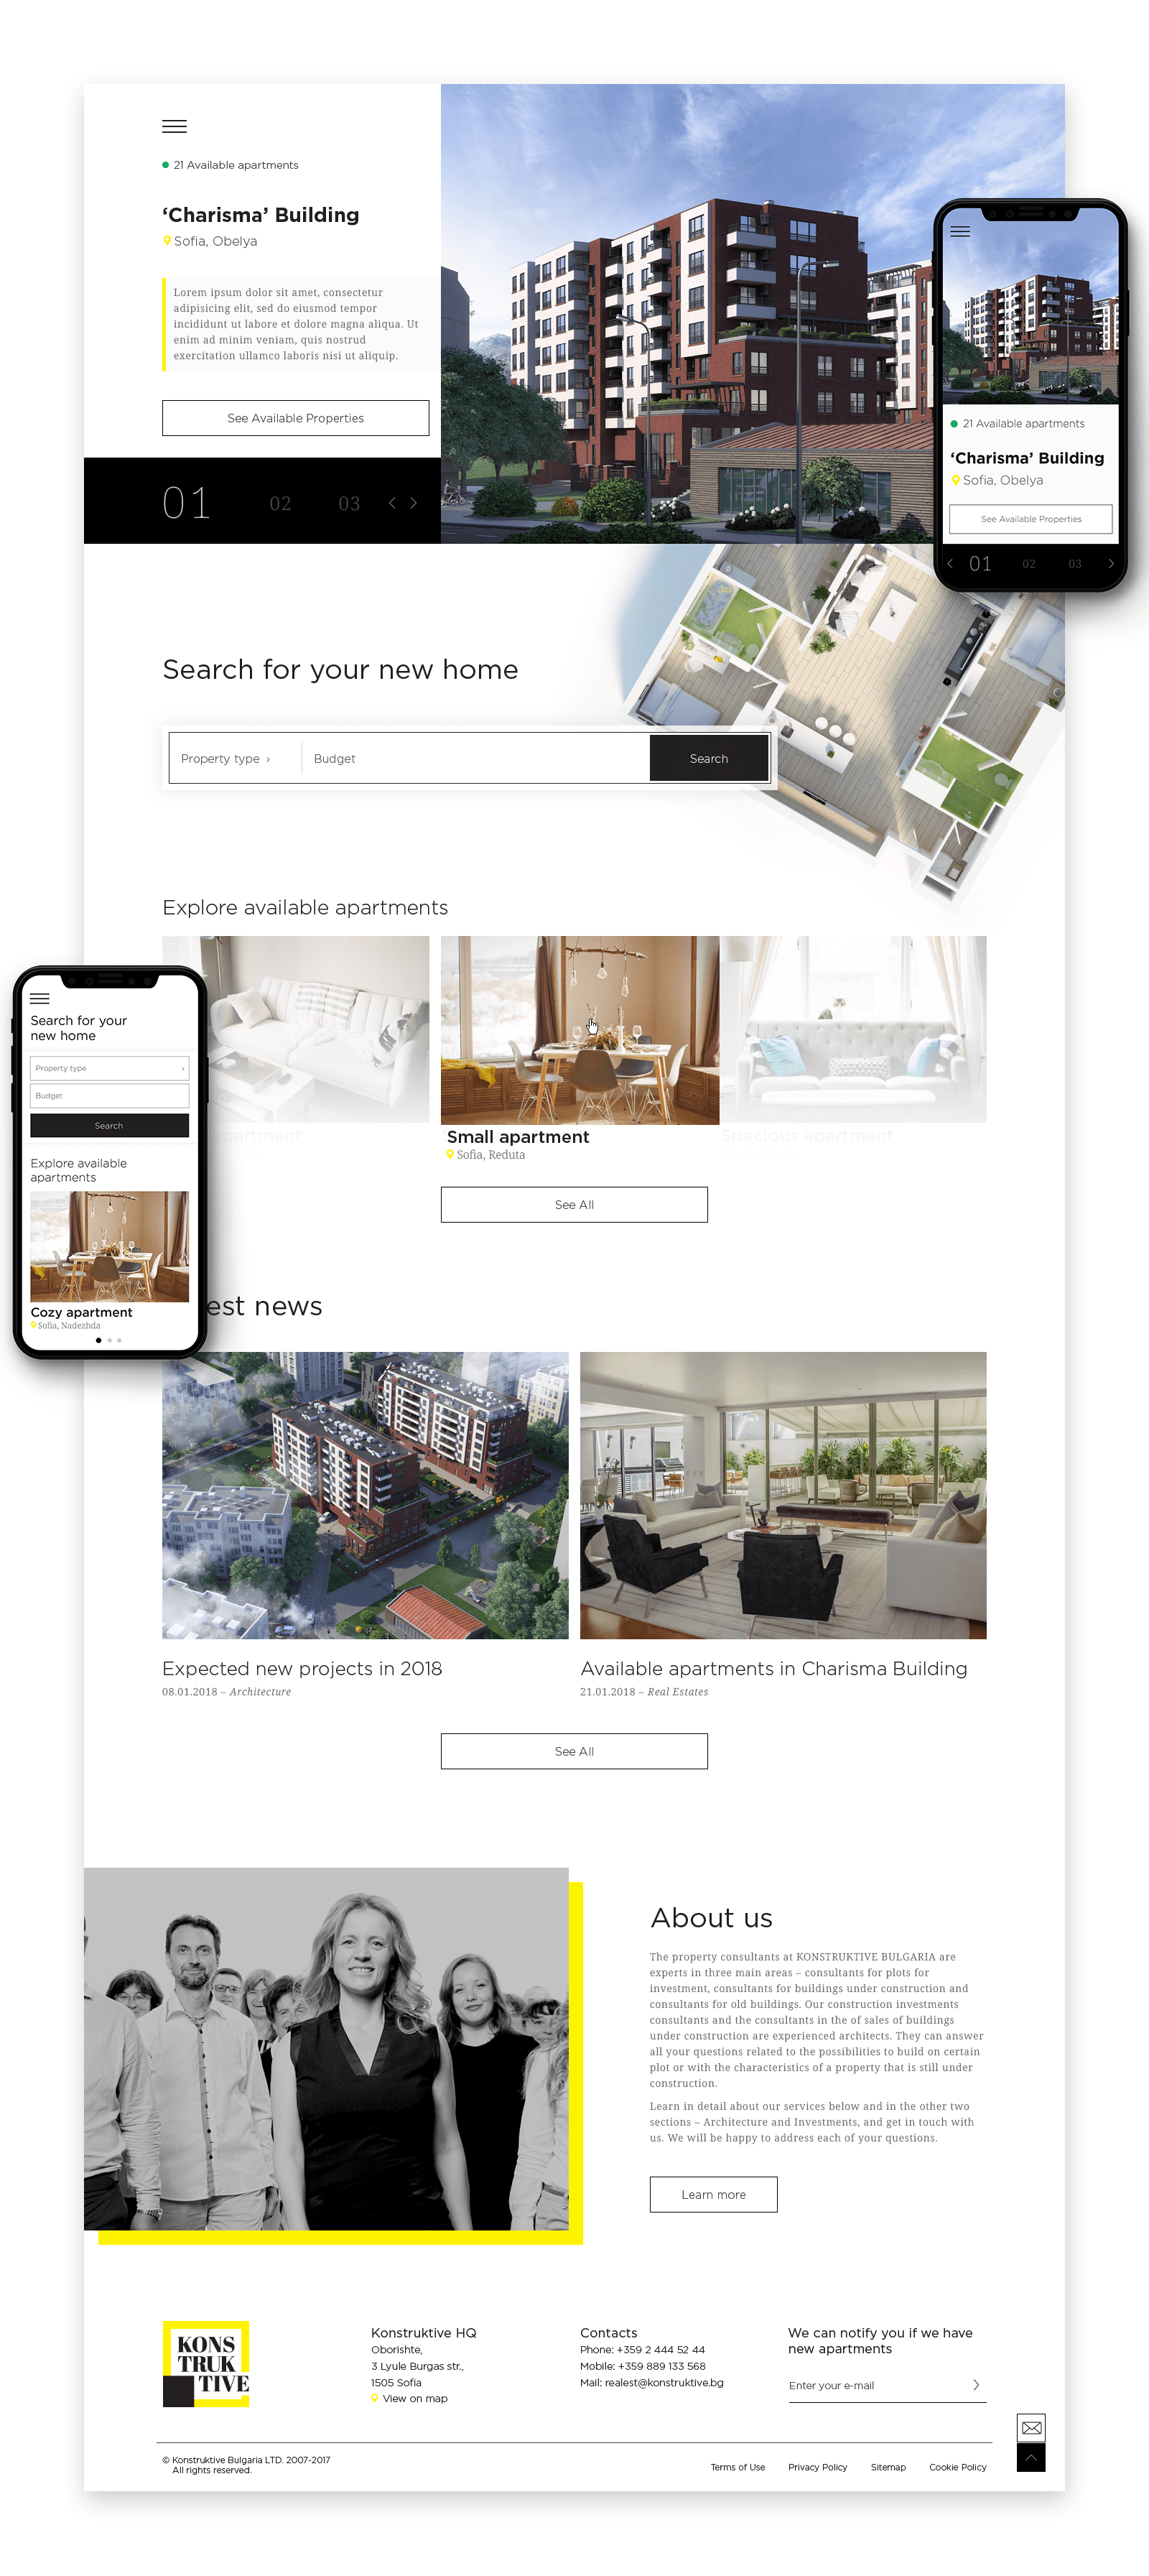 21 Available apartments
‘Charisma’ Building
Sofia, Obelya
Lorem ipsum dolor sit amet, consectetur
adipisicing elit, sed do eiusmod tempor
incididunt ut labore et dolore magna aliqua. Ut
enim ad minim veniam, quis nostrud
exercitation ullamco laboris nisi ut aliquip.
See Available Properties
01 02 03
21 Available apartments
‘Charisma’ Building
Sofia, Obelya
See Available Properties
01 02 03
Search for your new home
Property type ›
Budget
Search
Explore available apartments
apartment
Small apartment
Sofia, Reduta
Spacious apartment
See All
Search for your
new home
Property type ›
Budget
Search
Explore available
apartments
Cozy apartment
Sofia, Nadezhda
est news
Expected new projects in 2018
08.01.2018 – Architecture
Available apartments in Charisma Building
21.01.2018 – Real Estates
See All
About us
The property consultants at KONSTRUKTIVE BULGARIA are
experts in three main areas – consultants for plots for
investment, consultants for buildings under construction and
consultants for old buildings. Our construction investments
consultants and the consultants in the of sales of buildings
under construction are experienced architects. They can answer
all your questions related to the possibilities to build on certain
plot or with the characteristics of a property that is still under
construction.
Learn in detail about our services below and in the other two
sections – Architecture and Investments, and get in touch with
us. We will be happy to address each of your questions.
Learn more
KONS
TRUK
TIVE
Konstruktive HQ
Oborishte,
3 Lyule Burgas str.,
1505 Sofia
View on map
Contacts
Phone: +359 2 444 52 44
Mobile: +359 889 133 568
Mail: realest@konstruktive.bg
We can notify you if we have
new apartments
Enter your e-mail
© Konstruktive Bulgaria LTD. 2007-2017
All rights reserved.
Terms of Use
Privacy Policy
Sitemap
Cookie Policy